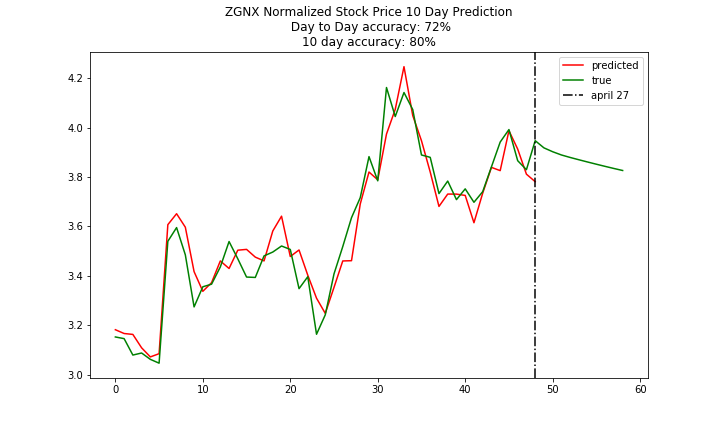 ZGNX Normalized Stock Price 10 Day Prediction
Day to Day accuracy: 72%
10 day accuracy: 80%
predicted
true
april 27
4.2
4.0
3.8
3.6
3.4
3.2
3.0
0 10 20 30 40 50 60